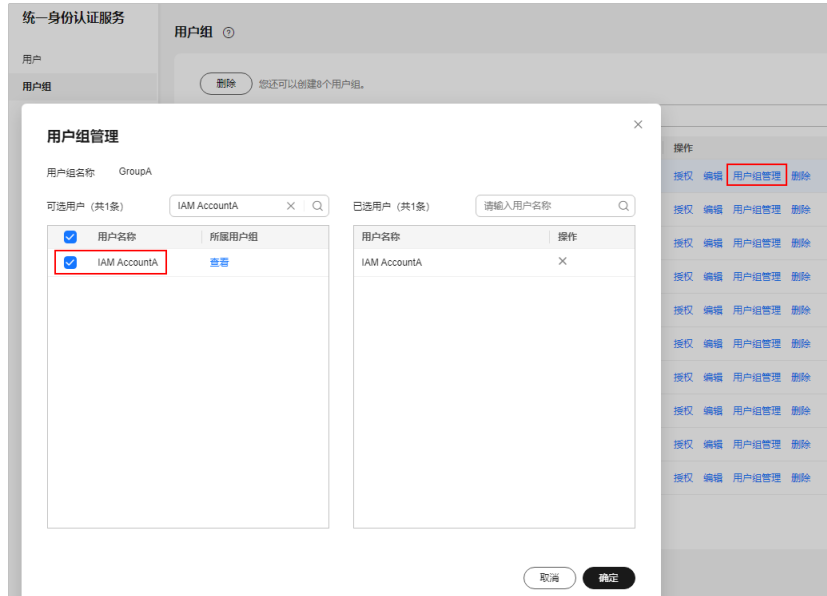 统一身份认证服务
用户组
用户
用户组
删除 您还可以创建8个用户组。
用户组管理
用户组名称 GroupA
可选用户（共1条） IAM AccountA 已选用户（共1条） 请输入用户名称
用户名称 所属用户组 用户名称 操作
IAM AccountA 查看 IAM AccountA
取消 确定
操作
授权 编辑 用户组管理 删除
授权 编辑 用户组管理 删除
授权 编辑 用户组管理 删除
授权 编辑 用户组管理 删除
授权 编辑 用户组管理 删除
授权 编辑 用户组管理 删除
授权 编辑 用户组管理 删除
授权 编辑 用户组管理 删除
授权 编辑 用户组管理 删除
授权 编辑 用户组管理 删除